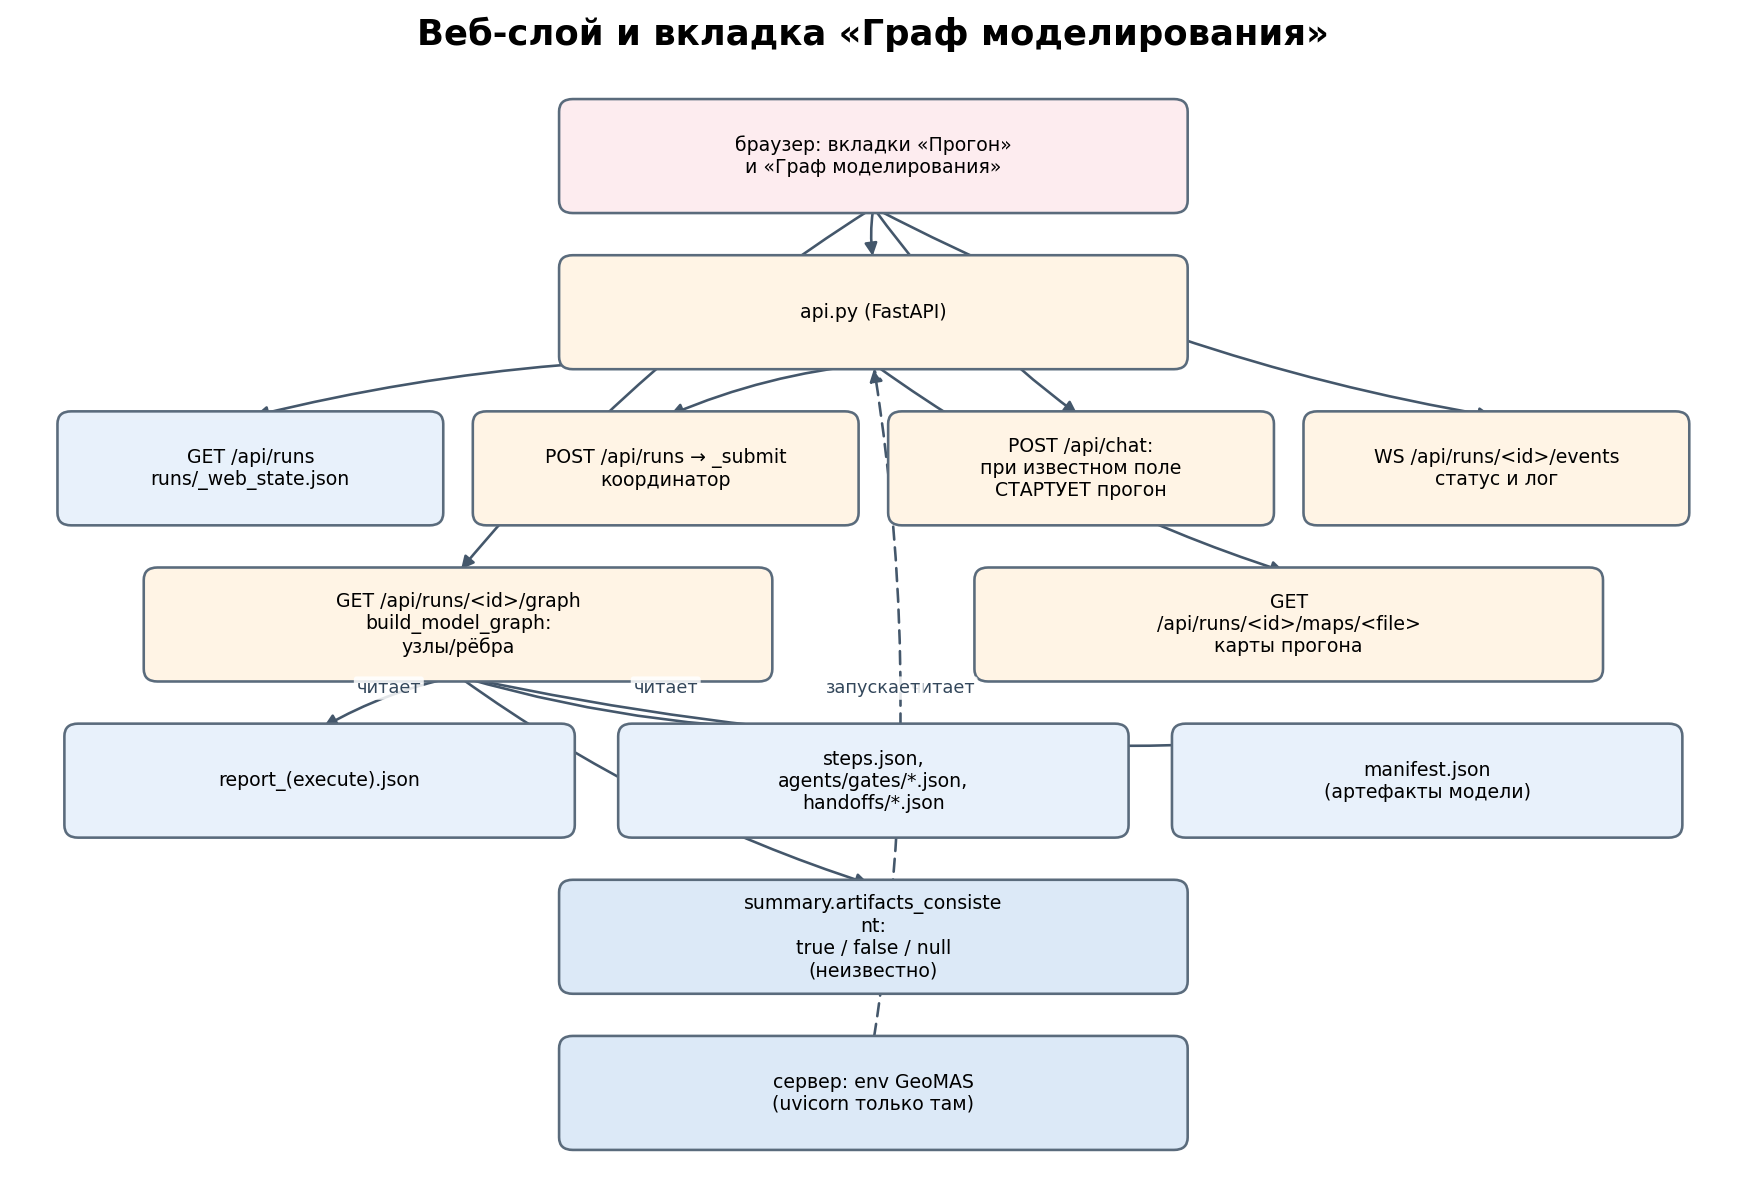 Веб-слой и вкладка «Граф моделирования»
браузер: вкладки «Прогон»
и «Граф моделирования»
api.py (FastAPI)
GET /api/runs
runs/_web_state.json
POST /api/runs → _submit
координатор
POST /api/chat:
при известном поле
СТАРТУЕТ прогон
WS /api/runs/<id>/events
статус и лог
GET /api/runs/<id>/graph
build_model_graph:
узлы/рёбра
GET
/api/runs/<id>/maps/<file>
карты прогона
читает
читает
запускает
report_(execute).json
steps.json,
agents/gates/*.json,
handoffs/*.json
manifest.json
(артефакты модели)
summary.artifacts_consiste
nt:
true / false / null
(неизвестно)
сервер: env GeoMAS
(uvicorn только там)